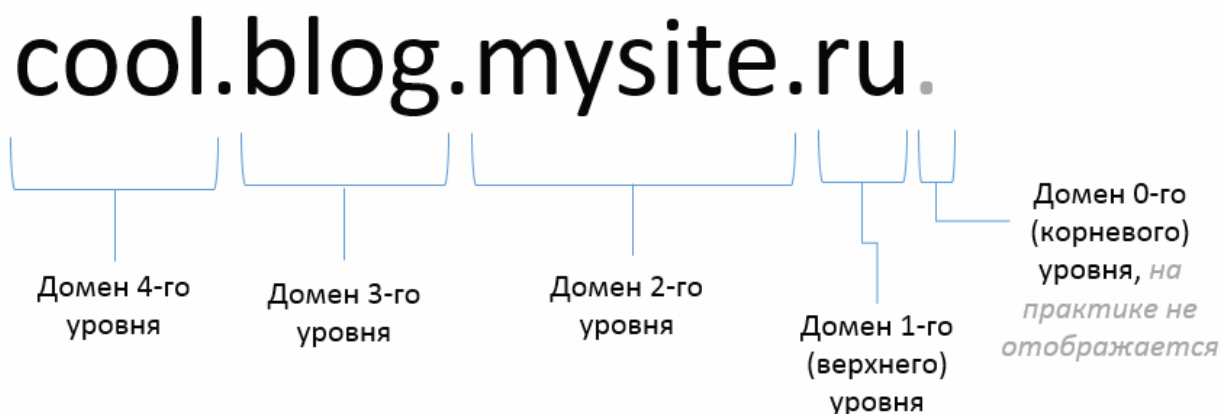 cool.blog.mysite.ru.
Домен 4-го
уровня
Домен 3-го
уровня
Домен 2-го
уровня
Домен 1-го
(верхнего)
уровня
Домен 0-го
(корневого)
уровня, на
практике не
отображается